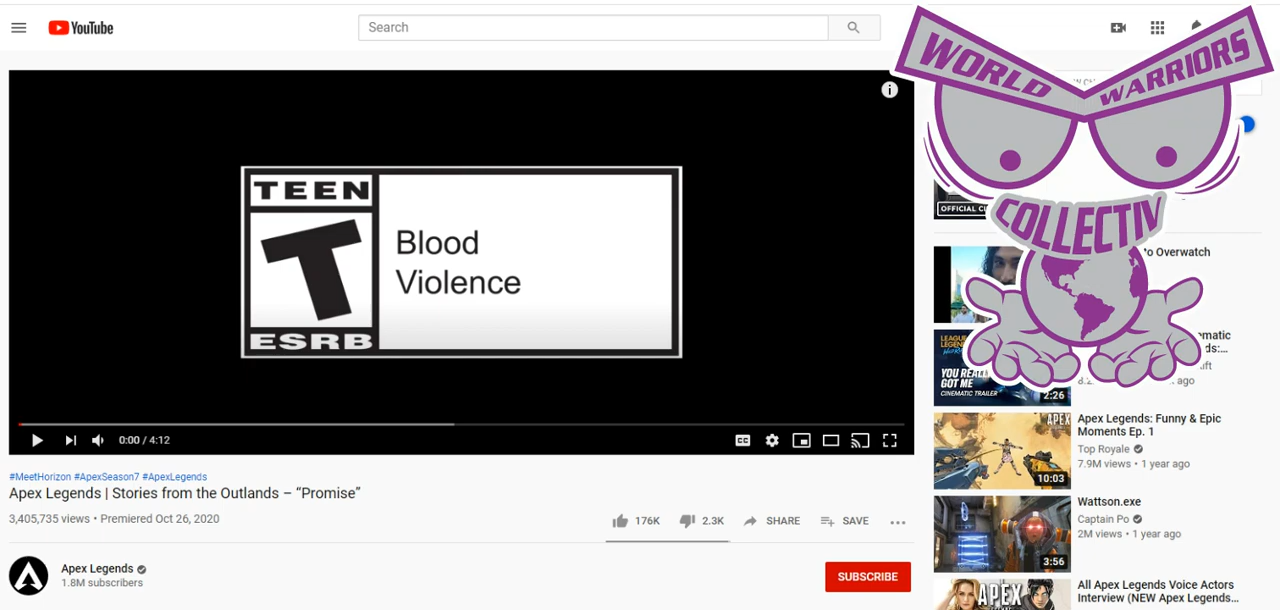 YouTube
Search
WORLD
WARRIORS
COLLECTIV
TEEN
T
ESRB
Blood
Violence
0:00 / 4:12
CC
#MeetHorizon #ApexSeason7 #ApexLegends
Apex Legends | Stories from the Outlands – “Promise”
3,405,735 views • Premiered Oct 26, 2020
176K
2.3K
SHARE
SAVE
Apex Legends
1.8M subscribers
SUBSCRIBE
OFFICIAL
Overwatch
YOU REALLY
GOT ME
CINEMATIC TRAILER
2:26
ago
APEX
10:03
Apex Legends: Funny & Epic
Moments Ep. 1
Top Royale
7.9M views • 1 year ago
3:56
Wattson.exe
Captain Po
2M views • 1 year ago
APEX
All Apex Legends Voice Actors
Interview (NEW Apex Legends...